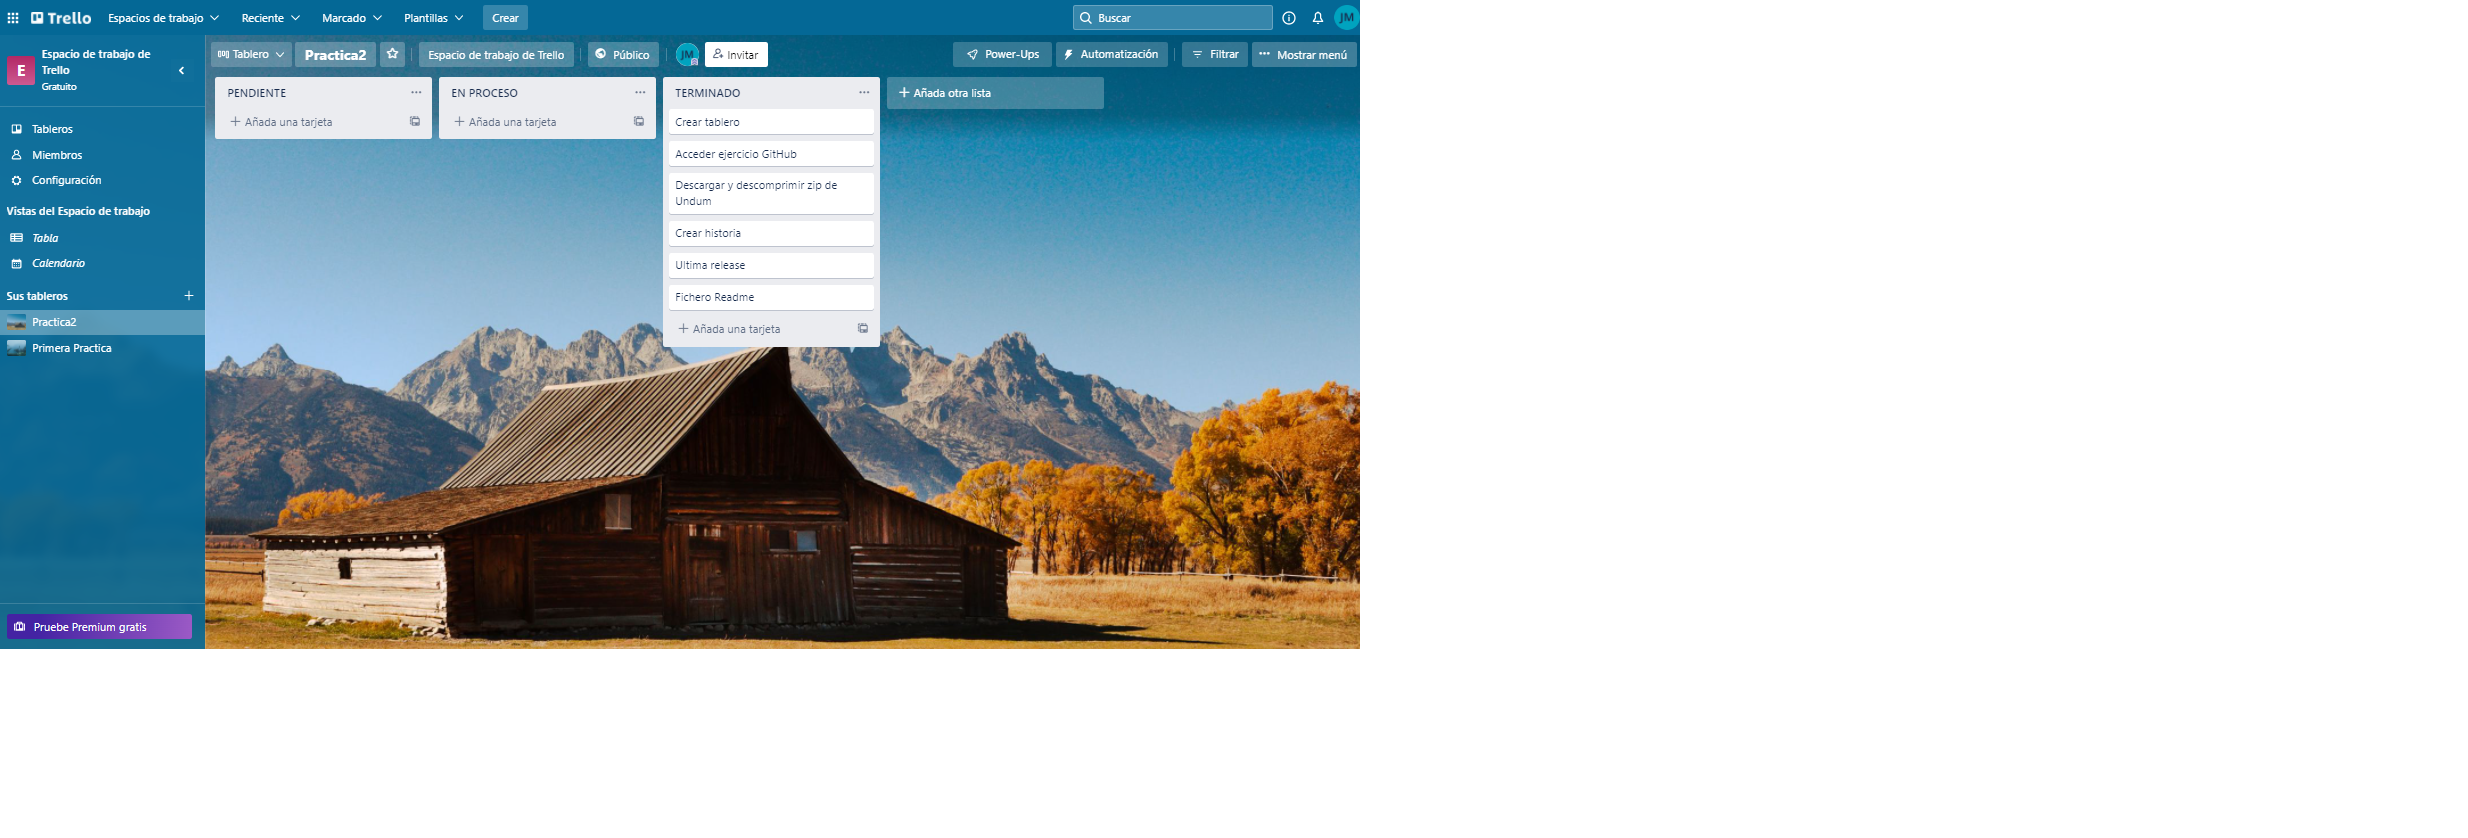 Trello
Espacios de trabajo
Reciente
Marcado
Plantillas
Crear
Buscar
JM
E
Espacio de trabajo de
Trello
Gratuito
Tableros
Miembros
Configuración
Vistas del Espacio de trabajo
Tabla
Calendario
Sus tableros
Practica2
Primera Practica
Pruebe Premium gratis
Tablero
Practica2
Espacio de trabajo de Trello
Público
JM
Invitar
Power-Ups
Automatización
Filtrar
Mostrar menú
PENDIENTE
Añada una tarjeta
EN PROCESO
Añada una tarjeta
TERMINADO
Crear tablero
Acceder ejercicio GitHub
Descargar y descomprimir zip de
Undum
Crear historia
Ultima release
Fichero Readme
Añada una tarjeta
Añada otra lista